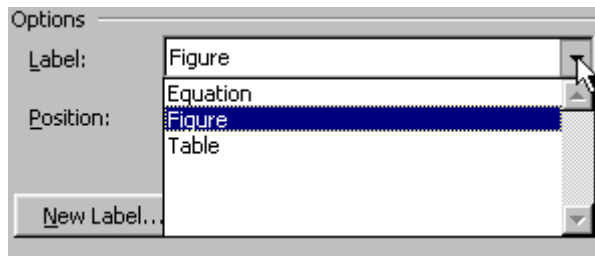 Options
Label: Figure
Equation
Position: Figure
Table
New Label...